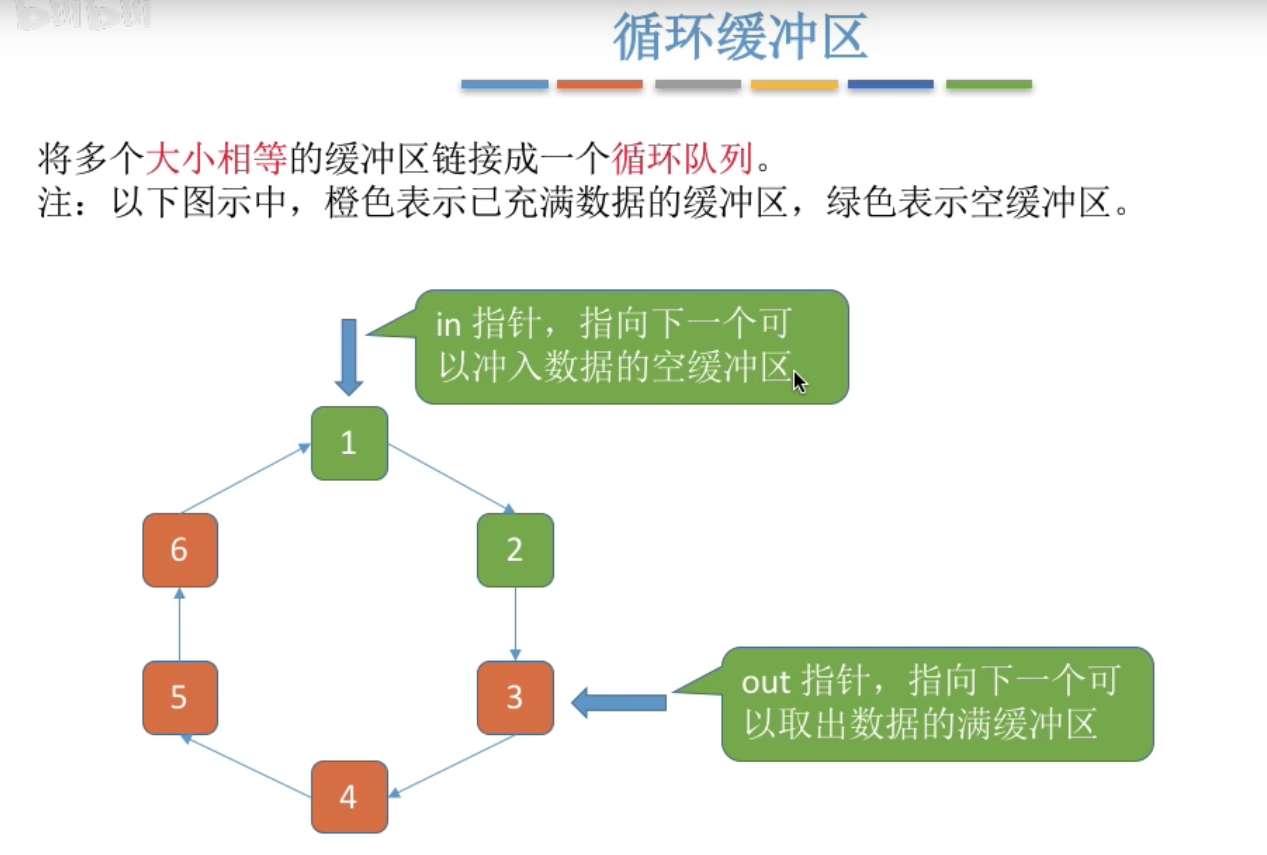 循环缓冲区
将多个大小相等的缓冲区链接成一个循环队列。
注：以下图示中，橙色表示已充满数据的缓冲区，绿色表示空缓冲区。
in 指针，指向下一个可
以冲入数据的空缓冲区
1
6
2
5
3
out 指针，指向下一个可
以取出数据的满缓冲区
4